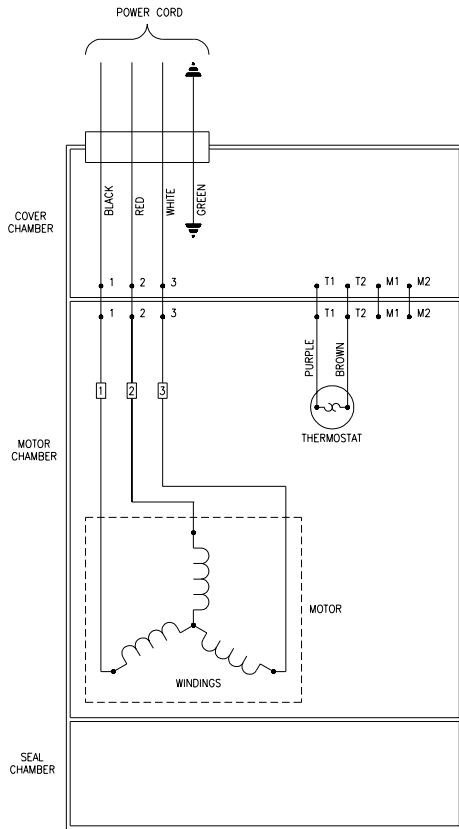 POWER CORD
BLACK
RED
WHITE
GREEN
COVER
CHAMBER
1 2 3 T1 T2 M1 M2
1 2 3 T1 T2 M1 M2
PURPLE
BROWN
1 2 3
THERMOSTAT
MOTOR
CHAMBER
MOTOR
WINDINGS
SEAL
CHAMBER